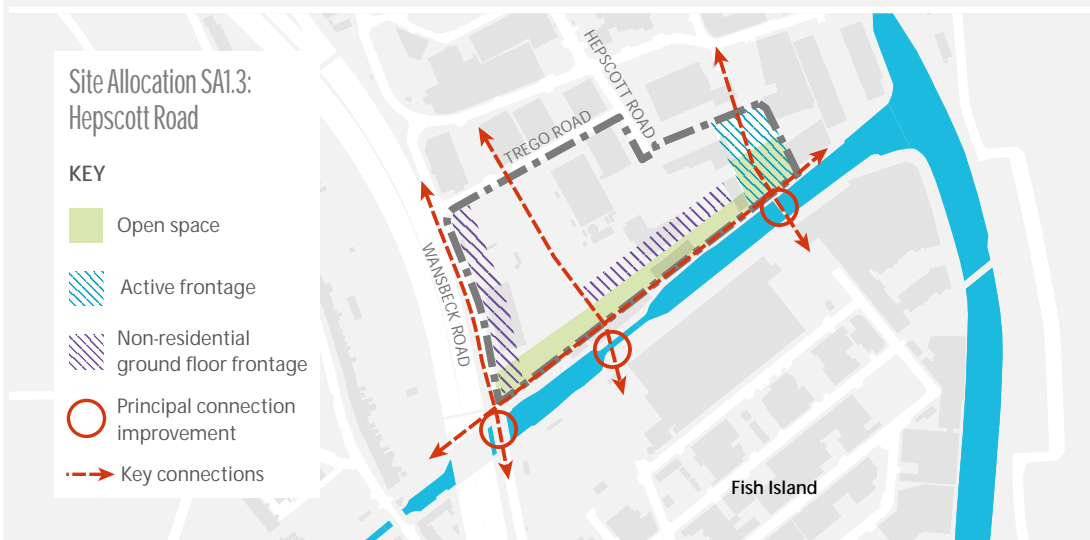 Site Allocation SA1.3:
Hepscott Road
KEY
Open space
Active frontage
Non-residential
ground floor frontage
Principal connection
improvement
Key connections
HEPSCOTT ROAD
TREGO ROAD
WANSBECK ROAD
Fish Island